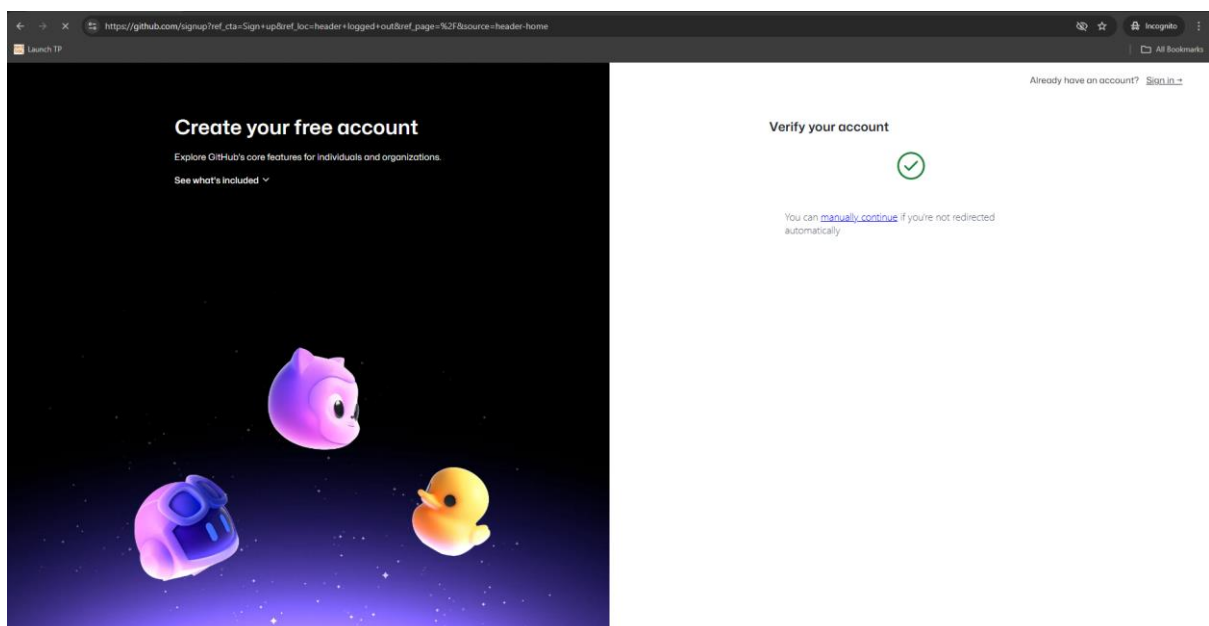 https://github.com/signup?ref_cta=Sign+up&ref_loc=header+logged+out&ref_page=%2F&source=header-home
Incognito
Launch TP
All Bookmarks
Already have an account? Sign in→
Create your free account
Explore GitHub's core features for individuals and organizations.
See what's included
Verify your account
You can manually continue if you're not redirected
automatically